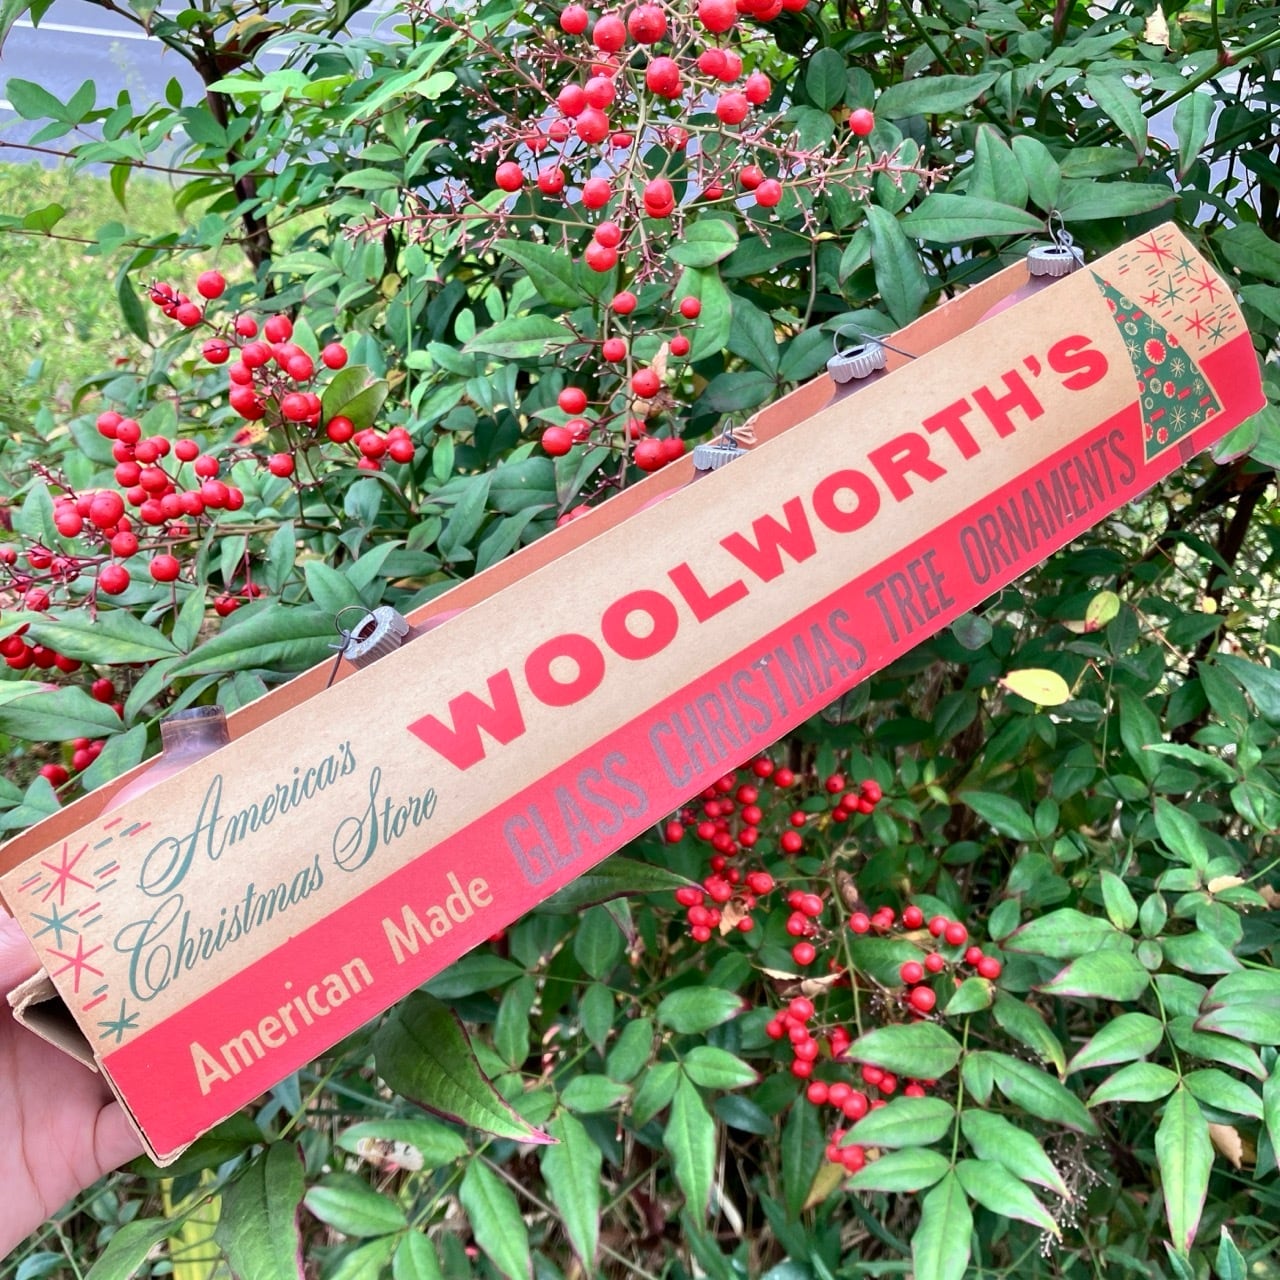 America's
Christmas Store
WOOLWORTH'S
American Made GLASS CHRISTMAS TREE ORNAMENTS